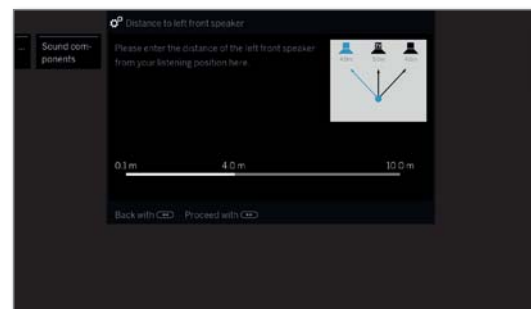 Distance to left front speaker
...
Sound com-
ponents
Please enter the distance of the left front speaker
from your listening position here.
0.1 m 4.0 m 10.0 m
Back with Proceed with